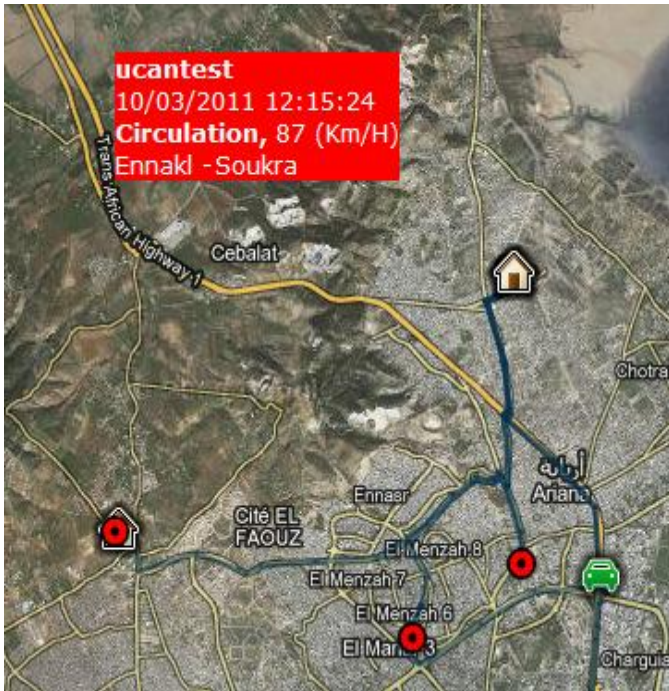 ucantest
10/03/2011 12:15:24
Circulation, 87 (Km/H)
Ennakl -Soukra
Trans African Highway 1
Cebalat
Chotra
أريانة
Ariana
Ennasr
Cité EL
FAOUZ
El Menzah 8
El Menzah 7
El Menzah 6
El 3
Charguia